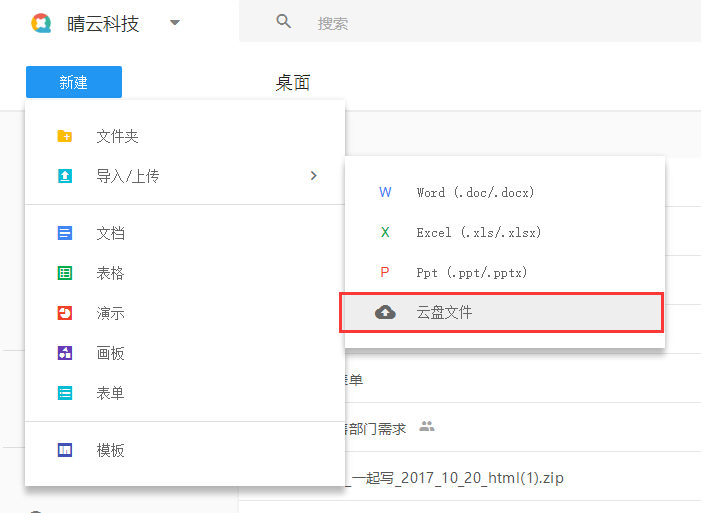 晴云科技
搜索
新建
桌面
文件夹
导入/上传
Word (.doc/.docx)
Excel (.xls/.xlsx)
Ppt (.ppt/.pptx)
云盘文件
文档
表格
演示
画板
表单
模板
单
部门需求
_一起写_2017_10_20_html(1).zip